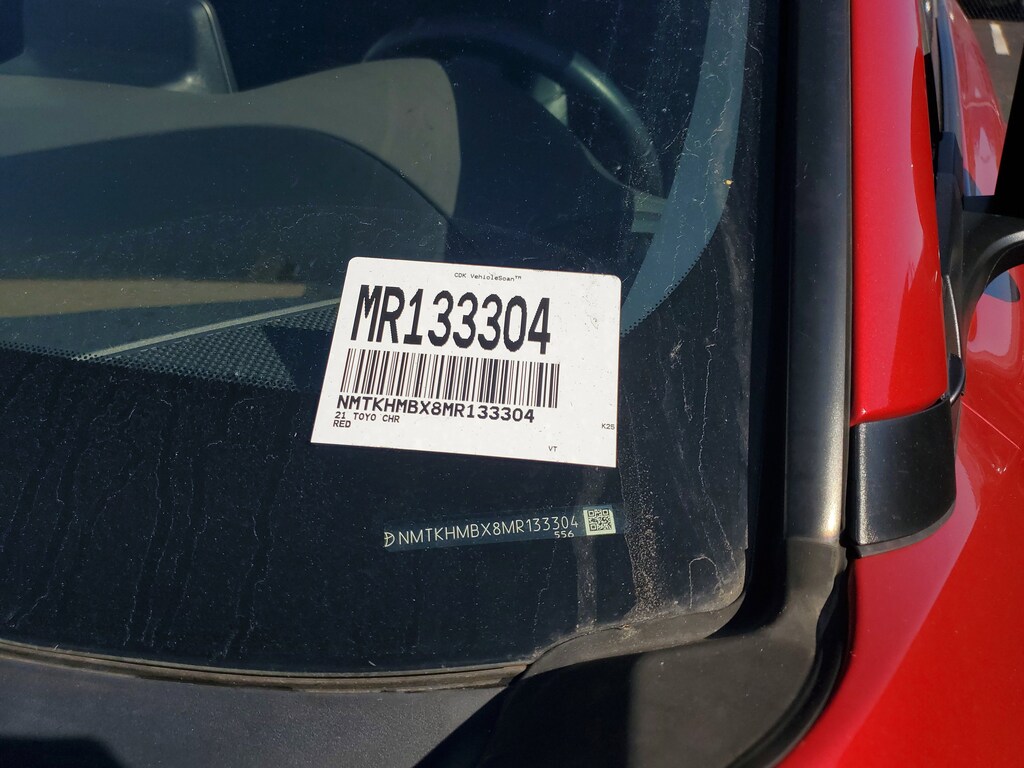 CDK VehicleScan™
MR133304
NMTKHMBX8MR133304
21 TOYO CHR
RED
K25
VT
NMTKHMBX8MR133304
556